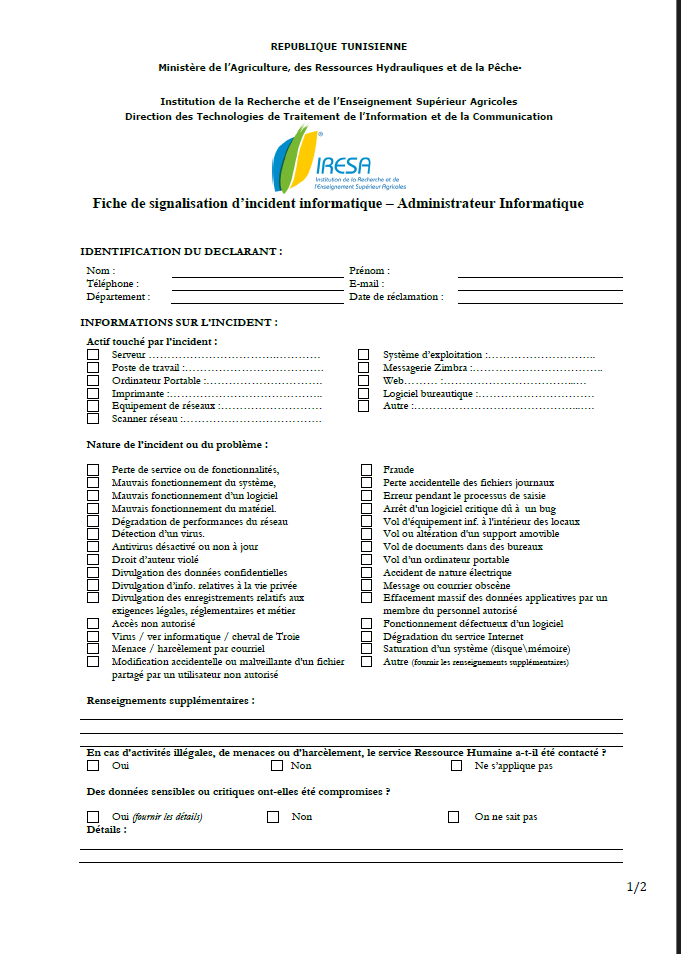 REPUBLIQUE TUNISIENNE
Ministère de l’Agriculture, des Ressources Hydrauliques et de la Pêche-
Institution de la Recherche et de l’Enseignement Supérieur Agricoles
Direction des Technologies de Traitement de l’Information et de la Communication
IRESA®
Institution de la Recherche et de
l'Enseignement Supérieur Agricoles
Fiche de signalisation d’incident informatique – Administrateur Informatique
IDENTIFICATION DU DECLARANT :
Nom : Prénom :
Téléphone : E-mail :
Département : Date de réclamation :
INFORMATIONS SUR L’INCIDENT :
Actif touché par l’incident :
Serveur ……………………………..………… Système d’exploitation :…………………………..
Poste de travail :………………………………. Messagerie Zimbra :……………………………..
Ordinateur Portable :…………………………. Web……… :……………………………..…
Imprimante :………………………………….. Logiciel bureautique :…………………………
Equipement de réseaux :……………………… Autre :……………………………………...….
Scanner réseau :……………………………….
Nature de l’incident ou du problème :
Perte de service ou de fonctionnalités, Fraude
Mauvais fonctionnement du système, Perte accidentelle des fichiers journaux
Mauvais fonctionnement d’un logiciel Erreur pendant le processus de saisie
Mauvais fonctionnement du matériel. Arrêt d'un logiciel critique dû à un bug
Dégradation de performances du réseau Vol d'équipement inf. à l'intérieur des locaux
Détection d’un virus. Vol ou altération d’un support amovible
Antivirus désactivé ou non à jour Vol de documents dans des bureaux
Droit d’auteur violé Vol d’un ordinateur portable
Divulgation des données confidentielles Accident de nature électrique
Divulgation d’info. relatives à la vie privée Message ou courrier obscène
Divulgation des enregistrements relatifs aux Effacement massif des données applicatives par un
exigences légales, réglementaires et métier membre du personnel autorisé
Accès non autorisé Fonctionnement défectueux d’un logiciel
Virus / ver informatique / cheval de Troie Dégradation du service Internet
Menace / harcèlement par courriel Saturation d’un système (disque\mémoire)
Modification accidentelle ou malveillante d'un fichier Autre (fournir les renseignements supplémentaires)
partagé par un utilisateur non autorisé
Renseignements supplémentaires :
En cas d'activités illégales, de menaces ou d'harcèlement, le service Ressource Humaine a-t-il été contacté ?
Oui Non Ne s’applique pas
Des données sensibles ou critiques ont-elles été compromises ?
Oui (fournir les détails) Non On ne sait pas
Détails :
1/2